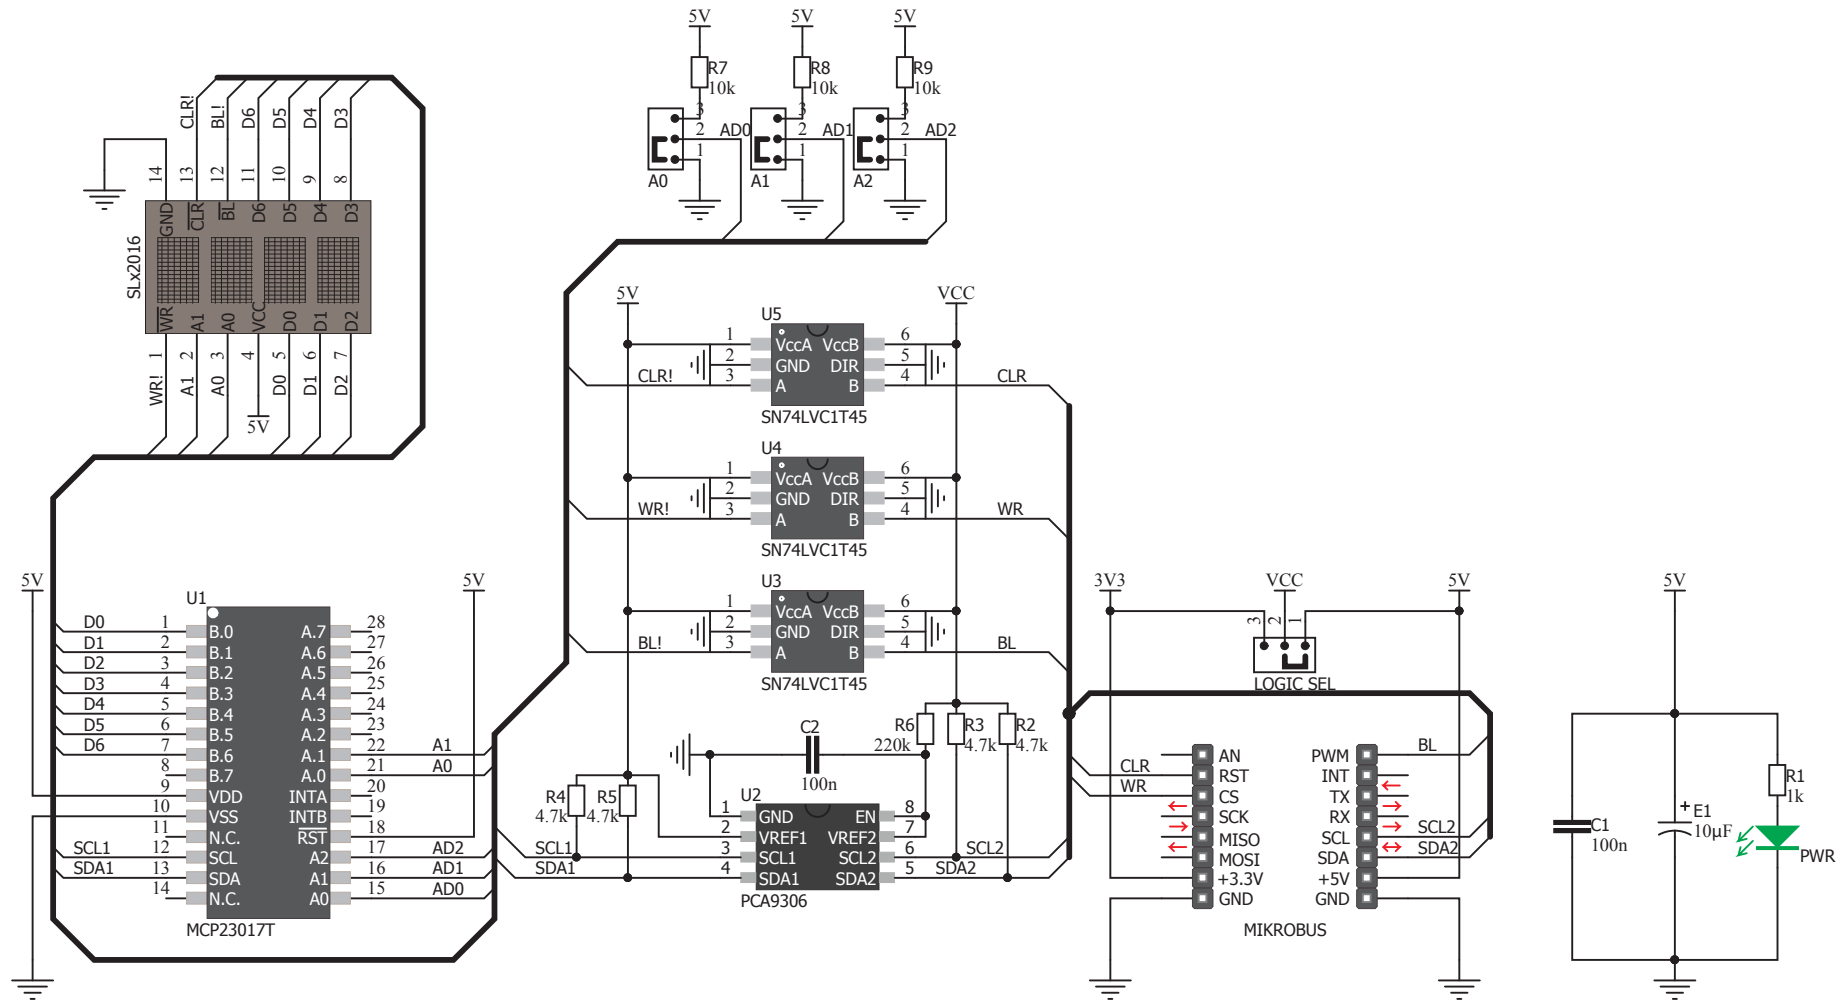 5V 5V 5V
R7 R8 R9
10k 10k 10k
3 3 3
2 AD0 2 AD1 2 AD2
1 1 1
A0 A1 A2
CLR! BL! D6 D5 D4 D3
14 13 12 11 10 9 8
GND CLR BL D6 D5 D4 D3
SLx2016
WR A1 A0 VCC D0 D1 D2
1 2 3 4 5 6 7
WR! A1 A0 D0 D1 D2
5V
5V VCC
U5
1 VccA VccB 6
2 GND DIR 5
CLR! 3 A B 4 CLR
SN74LVC1T45
U4
1 VccA VccB 6
2 GND DIR 5
WR! 3 A B 4 WR
SN74LVC1T45
U3
1 VccA VccB 6
2 GND DIR 5
BL! 3 A B 4 BL
SN74LVC1T45
5V 5V
U1
D0 1 B.0 A.7 28
D1 2 B.1 A.6 27
D2 3 B.2 A.5 26
D3 4 B.3 A.4 25
D4 5 B.4 A.3 24
D5 6 B.5 A.2 23
D6 7 B.6 A.1 22 A1
8 B.7 A.0 21 A0
9 VDD INTA 20
10 VSS INTB 19
11 N.C. RST 18
SCL1 12 SCL A2 17 AD2
SDA1 13 SDA A1 16 AD1
14 N.C. A0 15 AD0
MCP23017T
R6 R3 R2
220k 4.7k 4.7k
C2
100n
R4 R5
4.7k 4.7k
U2
1 GND EN 8
2 VREF1 VREF2 7
SCL1 3 SCL1 SCL2 6 SCL2
SDA1 4 SDA1 SDA2 5 SDA2
PCA9306
3V3 VCC 5V
3 2 1
LOGIC SEL
AN PWM BL
CLR RST INT
WR CS TX
SCK RX
MISO SCL SCL2
MOSI SDA SDA2
+3.3V +5V
GND GND
MIKROBUS
5V
R1
1k
+
E1
10µF
C1
100n
PWR